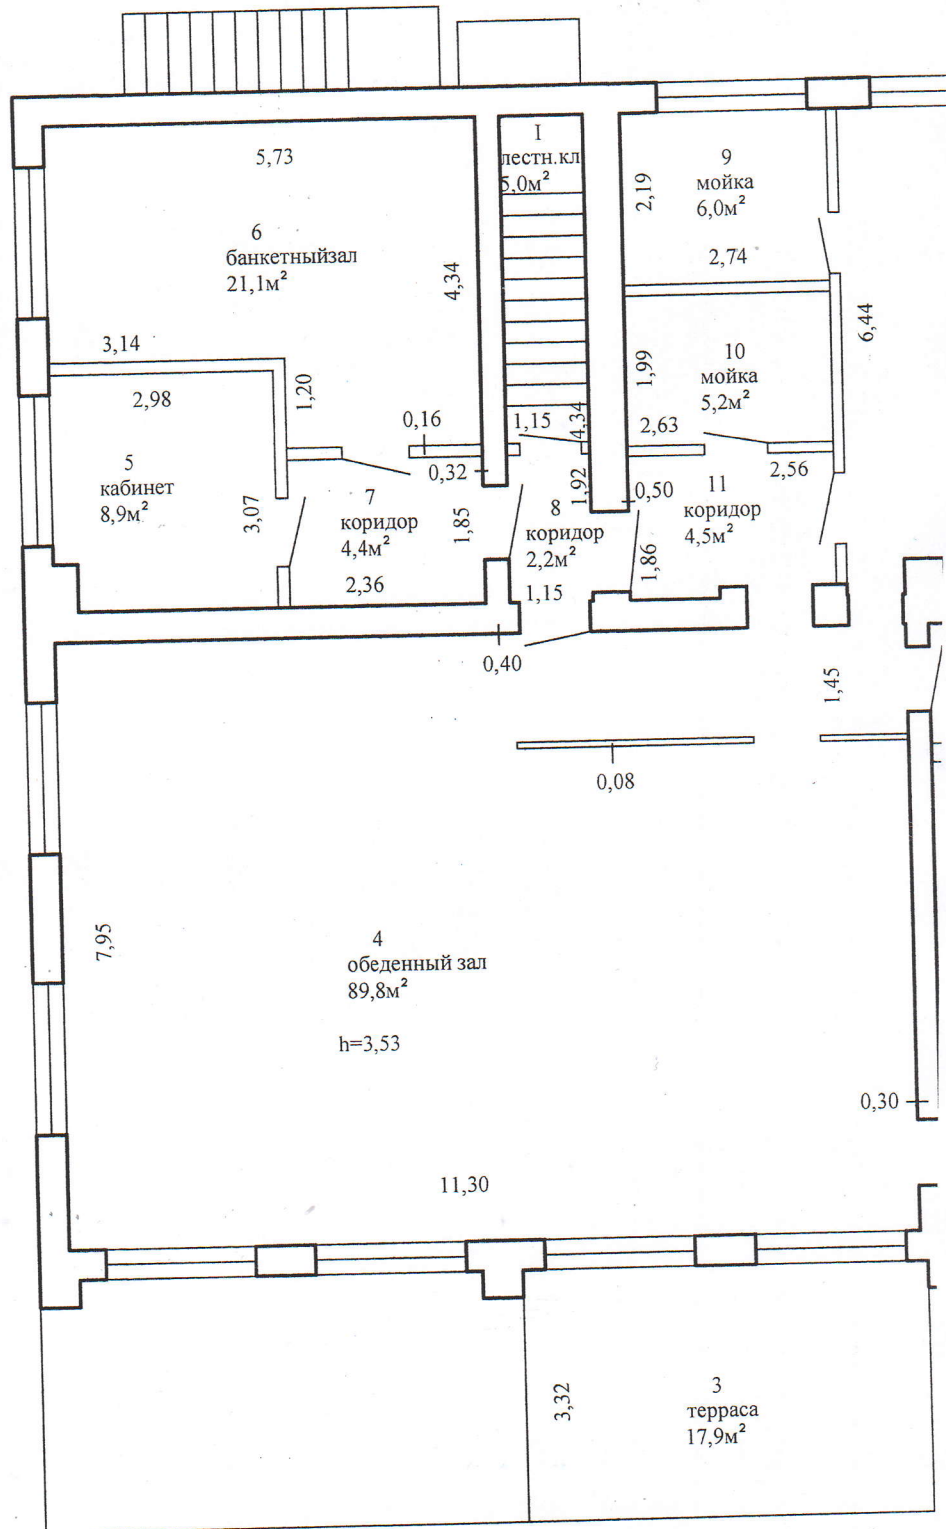 I
лестн.кл
5,0м²
5,73
6
банкетныйзал
21,1м²
4,34
3,14
2,98
1,20
0,16
0,32
5
кабинет
8,9м²
3,07
7
коридор
4,4м²
2,36
1,85
1,15
4,34
1,92
8
коридор
2,2м²
1,15
0,50
9
мойка
6,0м²
2,19
2,74
10
мойка
5,2м²
1,99
6,44
2,63
2,56
11
коридор
4,5м²
1,86
0,40
1,45
0,08
7,95
4
обеденный зал
89,8м²
h=3,53
0,30
11,30
3,32
3
терраса
17,9м²